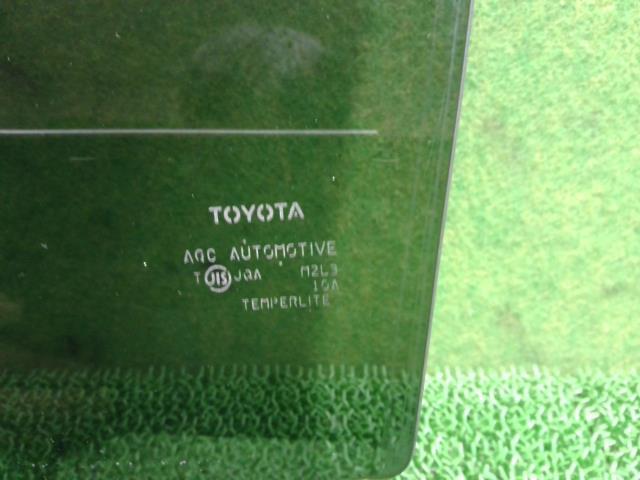 TOYOTA
AGC AUTOMOTIVE
T JIS JQA M2L3
10A
TEMPERLITE